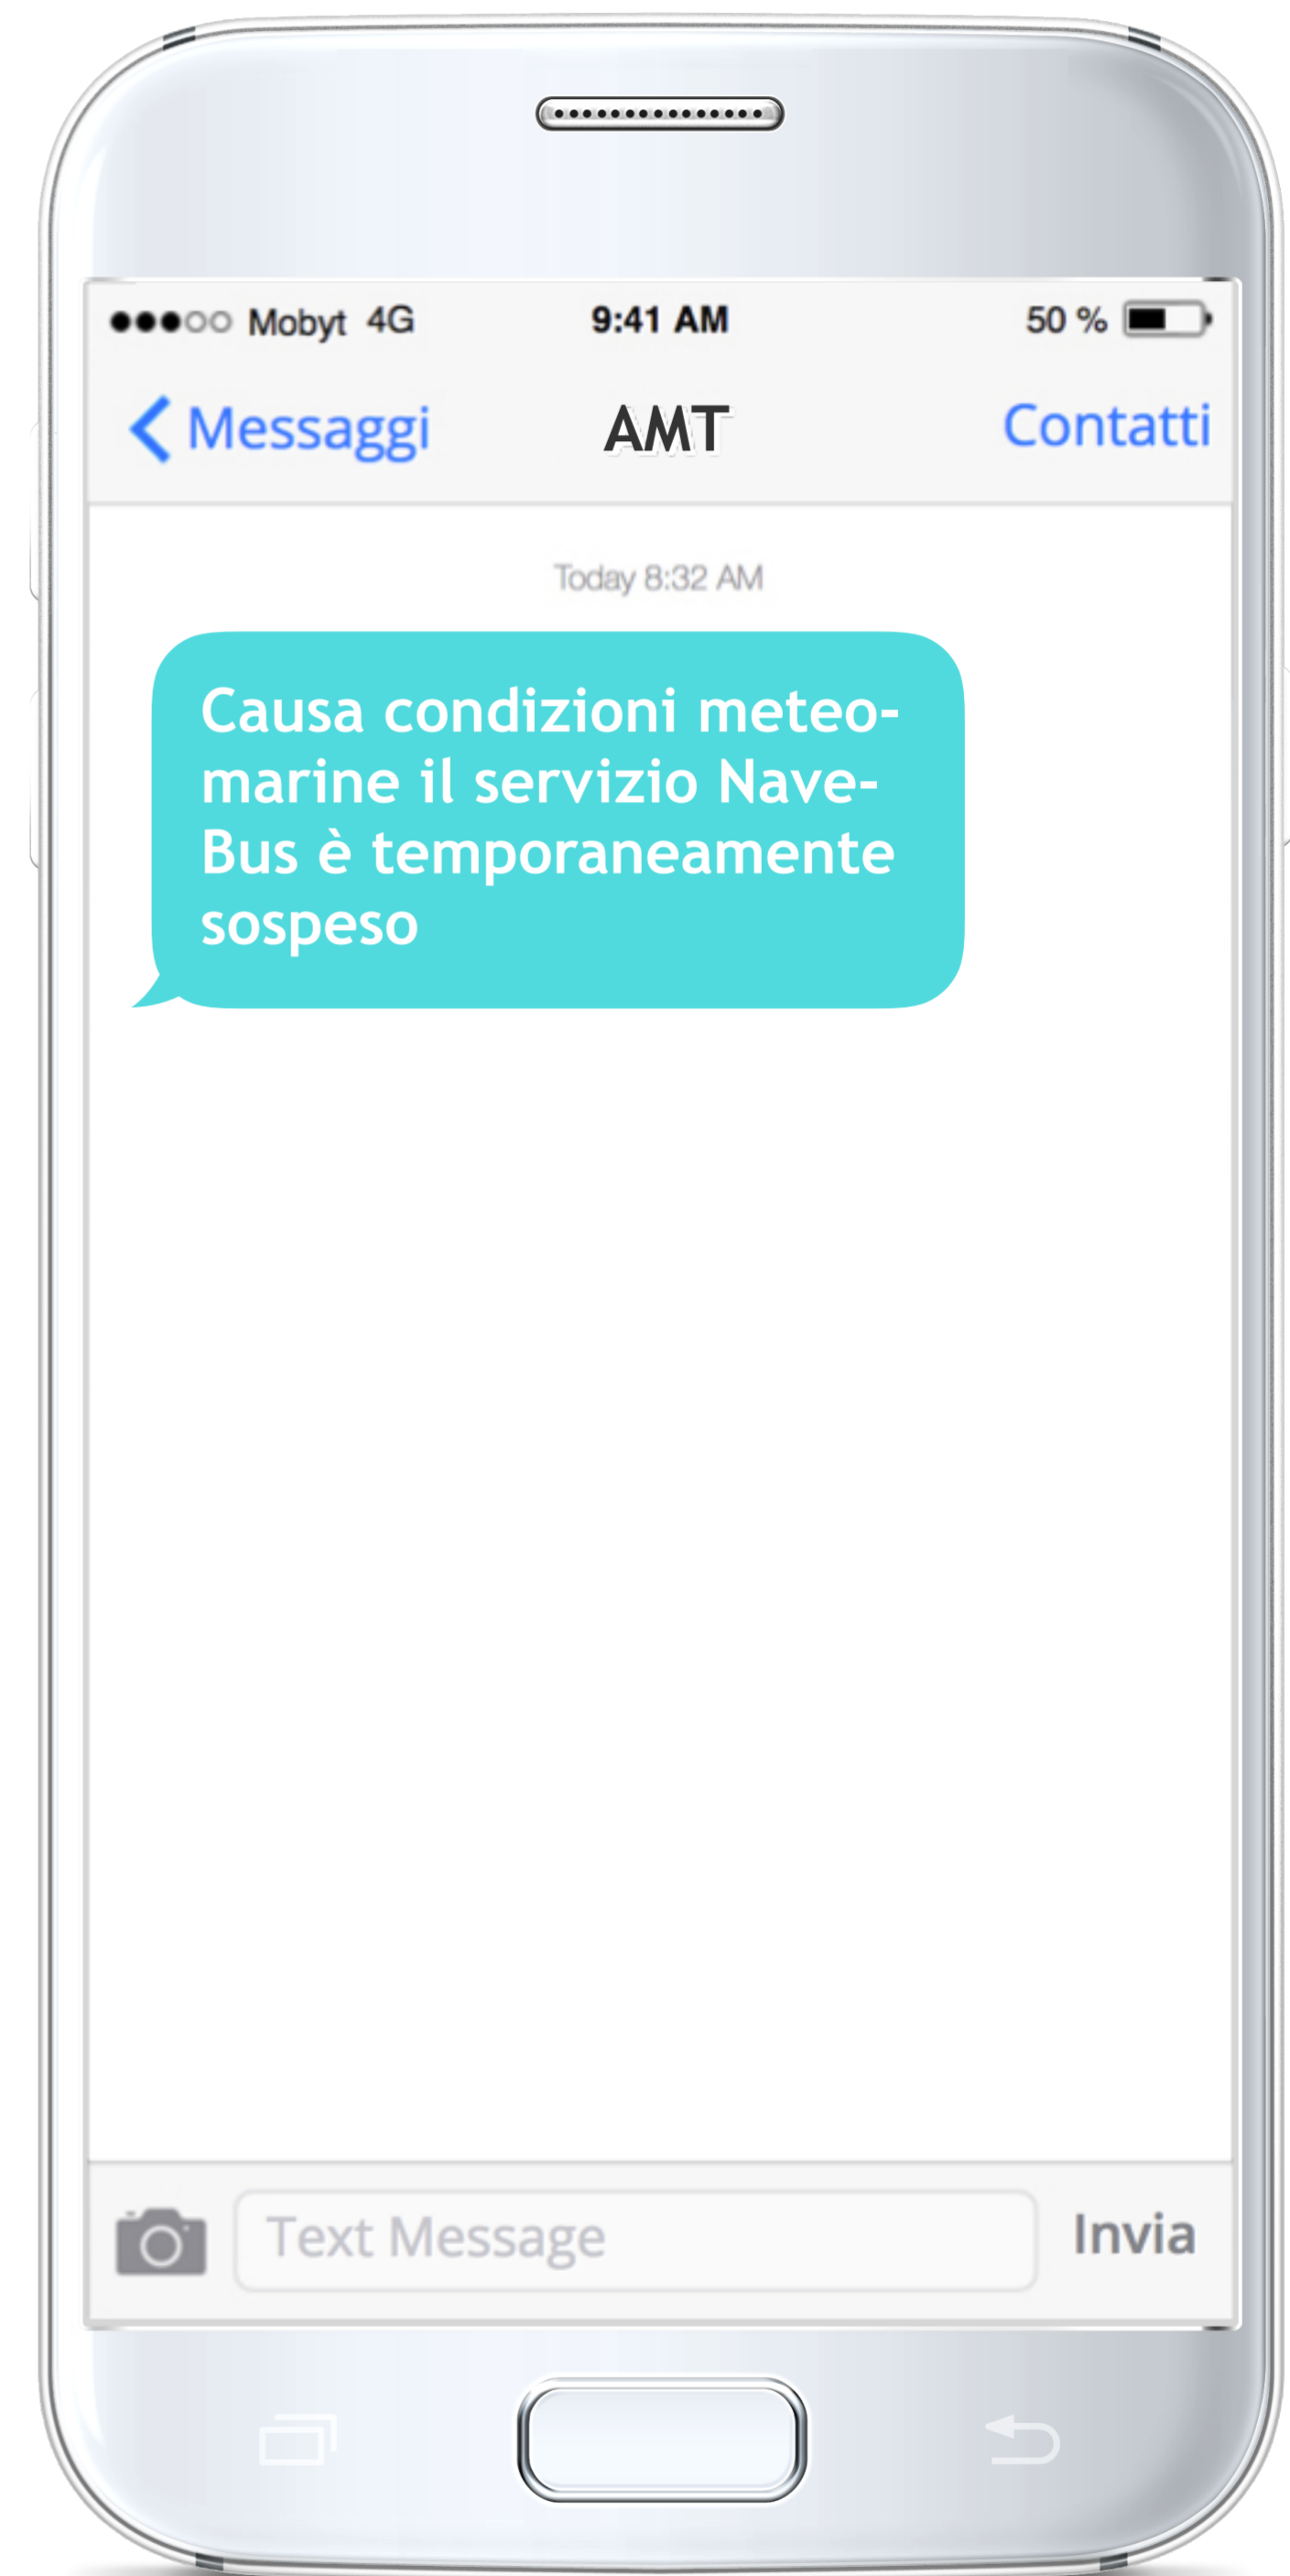 Mobyt 4G 9:41 AM 50 %
Messaggi AMT Contatti
Today 8:32 AM
Causa condizioni meteo-
marine il servizio Nave-
Bus è temporaneamente
sospeso
Text Message Invia